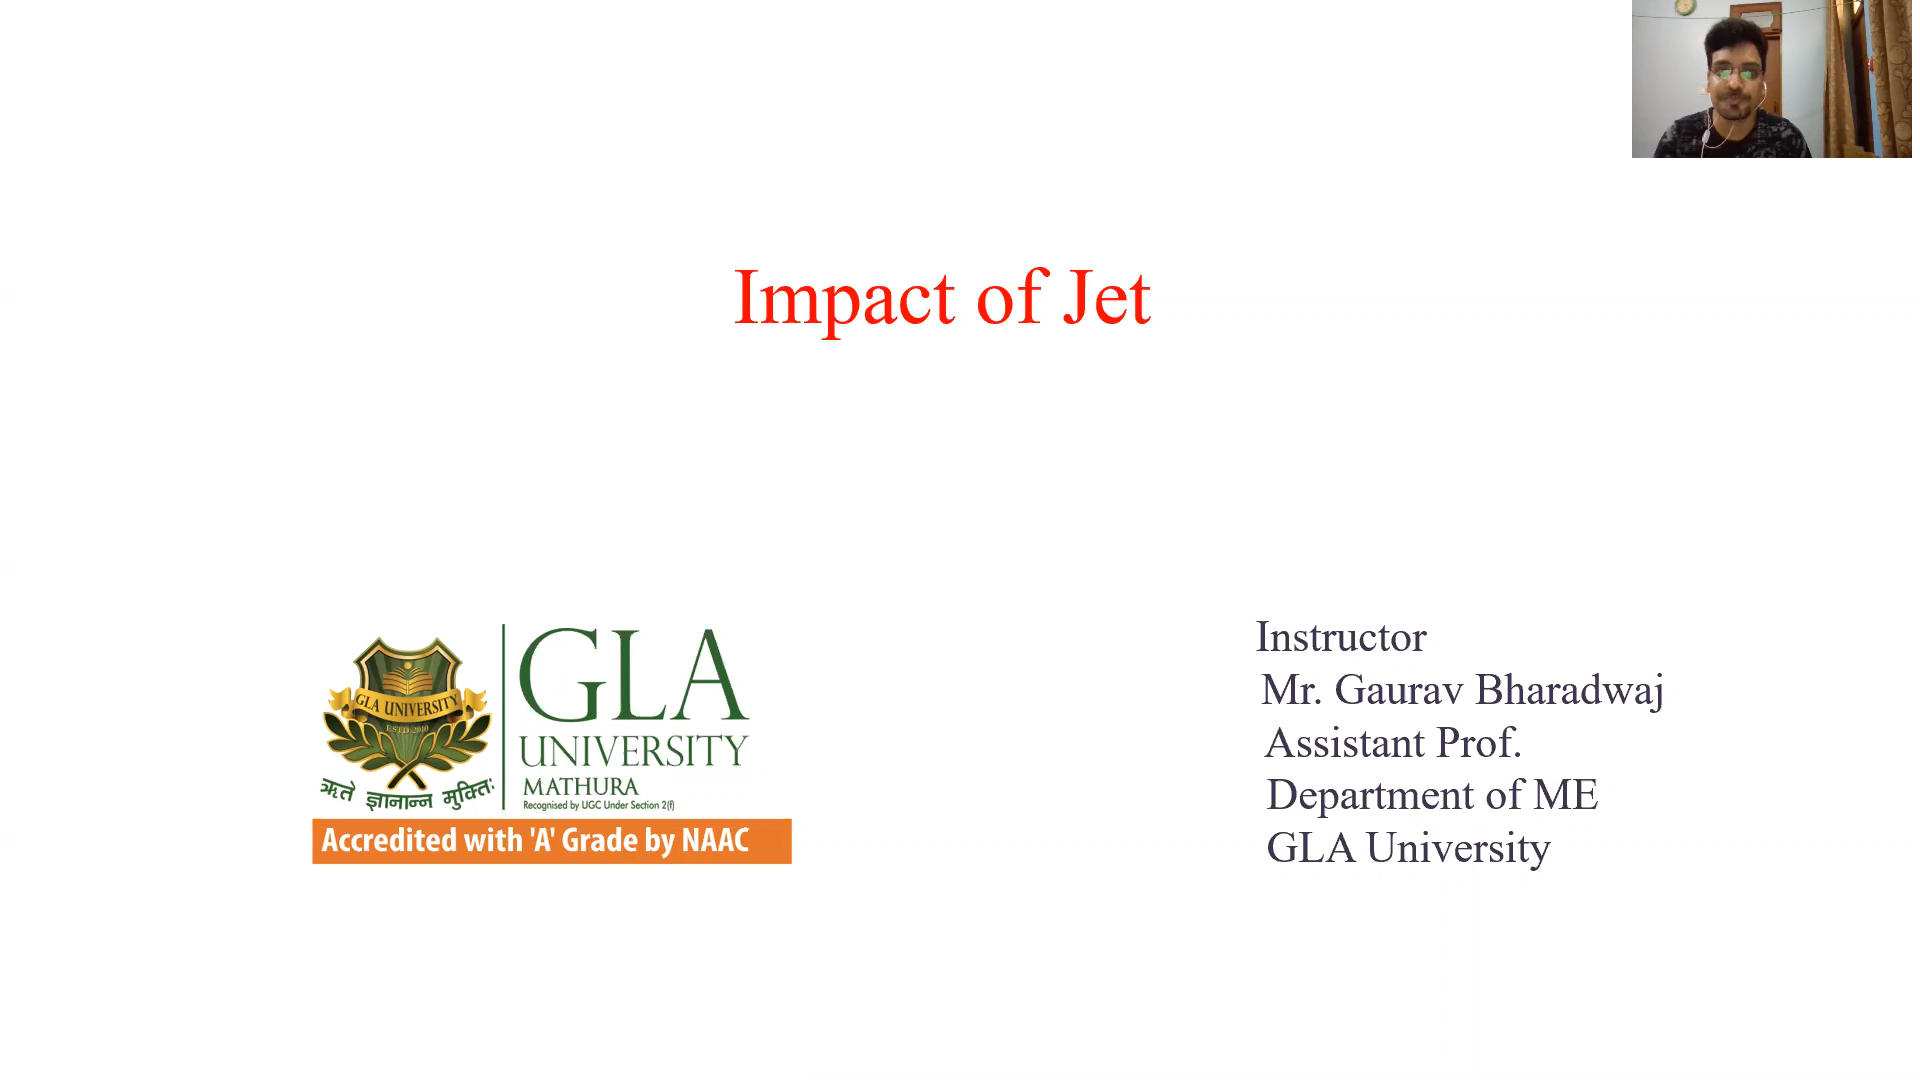 Impact of Jet
GLA UNIVERSITY
ESTD 2010
ऋते ज्ञानान्न मुक्तिः
GLA
UNIVERSITY
MATHURA
Recognised by UGC Under Section 2(f)
Accredited with 'A' Grade by NAAC
Instructor
Mr. Gaurav Bharadwaj
Assistant Prof.
Department of ME
GLA University